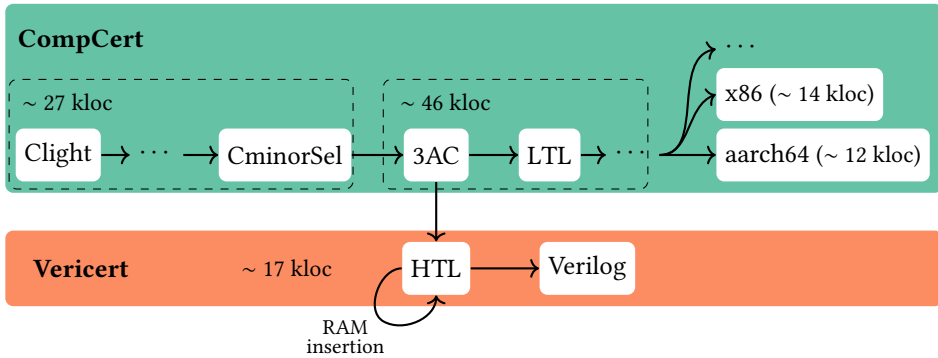 CompCert
···
~ 27 kloc
~ 46 kloc
x86 (~ 14 kloc)
Clight
···
CminorSel
3AC
LTL
···
aarch64 (~ 12 kloc)
Vericert
~ 17 kloc
HTL
Verilog
RAM
insertion